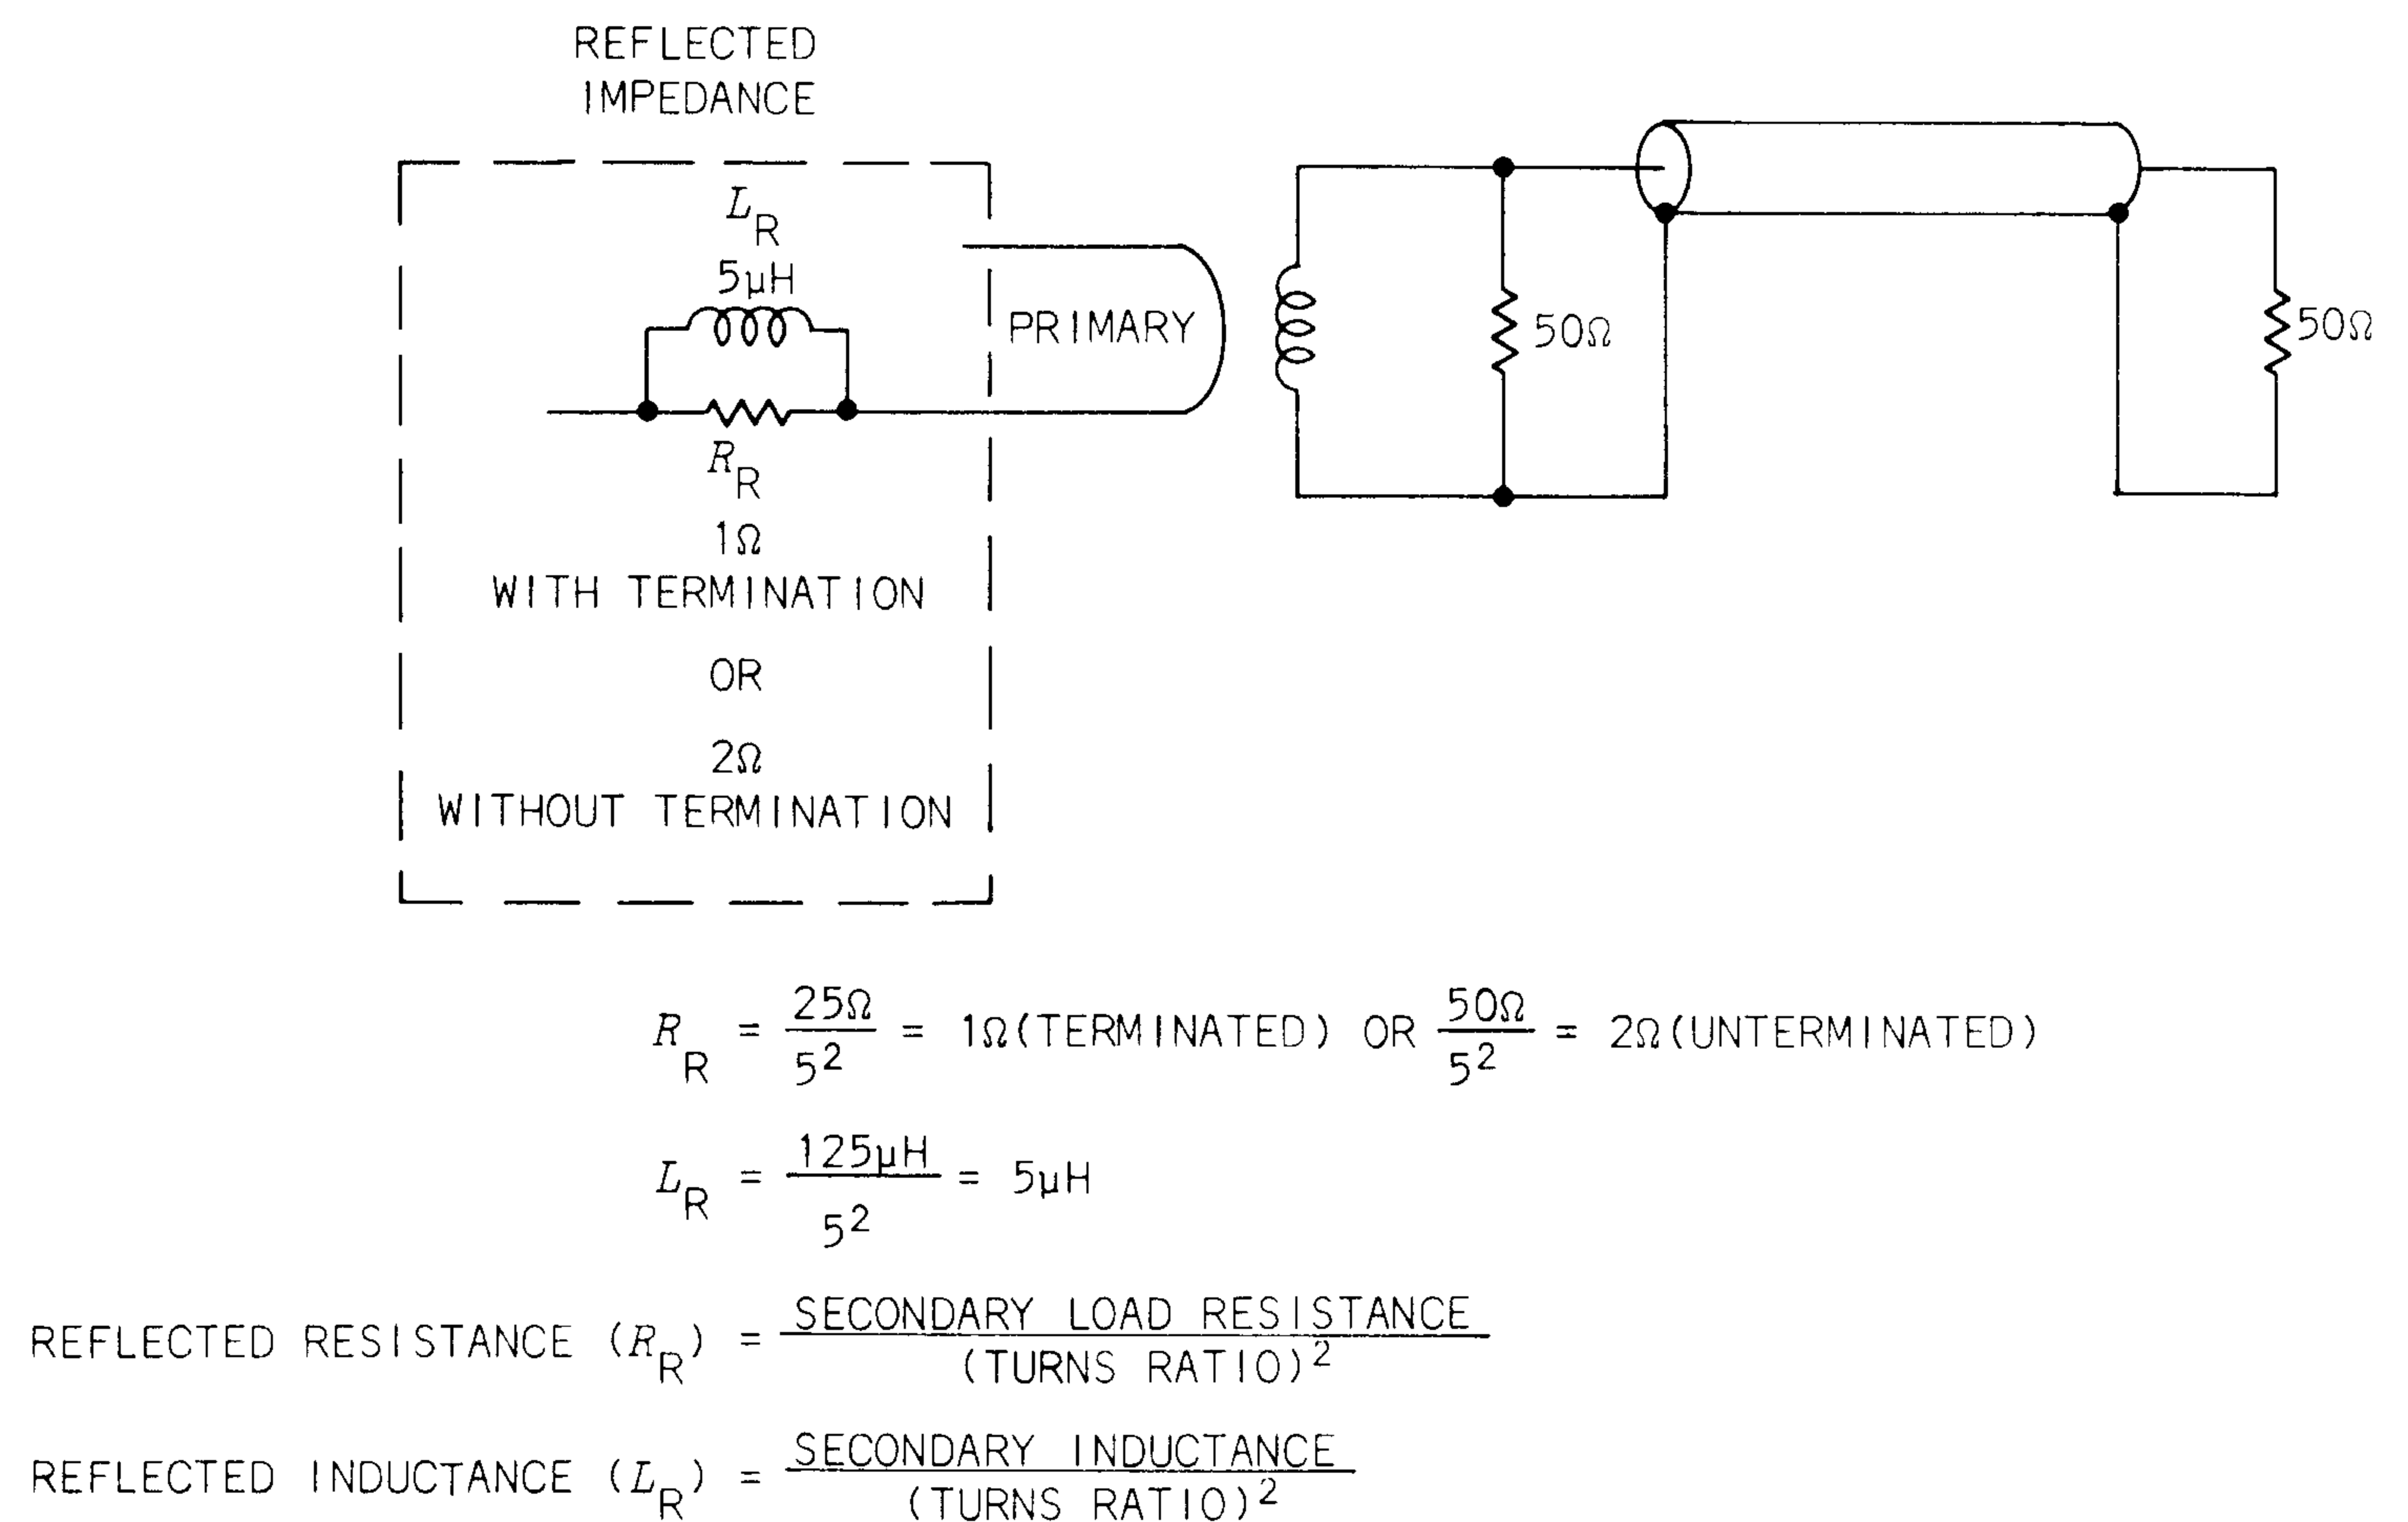 REFLECTED
IMPEDANCE
L_R
5μH
PRIMARY
50Ω
50Ω
R_R
1Ω
WITH TERMINATION
OR
2Ω
WITHOUT TERMINATION
R_R = 25Ω / 5² = 1Ω (TERMINATED) OR 50Ω / 5² = 2Ω (UNTERMINATED)
L_R = 125μH / 5² = 5μH
REFLECTED RESISTANCE (R_R) = SECONDARY LOAD RESISTANCE / (TURNS RATIO)²
REFLECTED INDUCTANCE (L_R) = SECONDARY INDUCTANCE / (TURNS RATIO)²